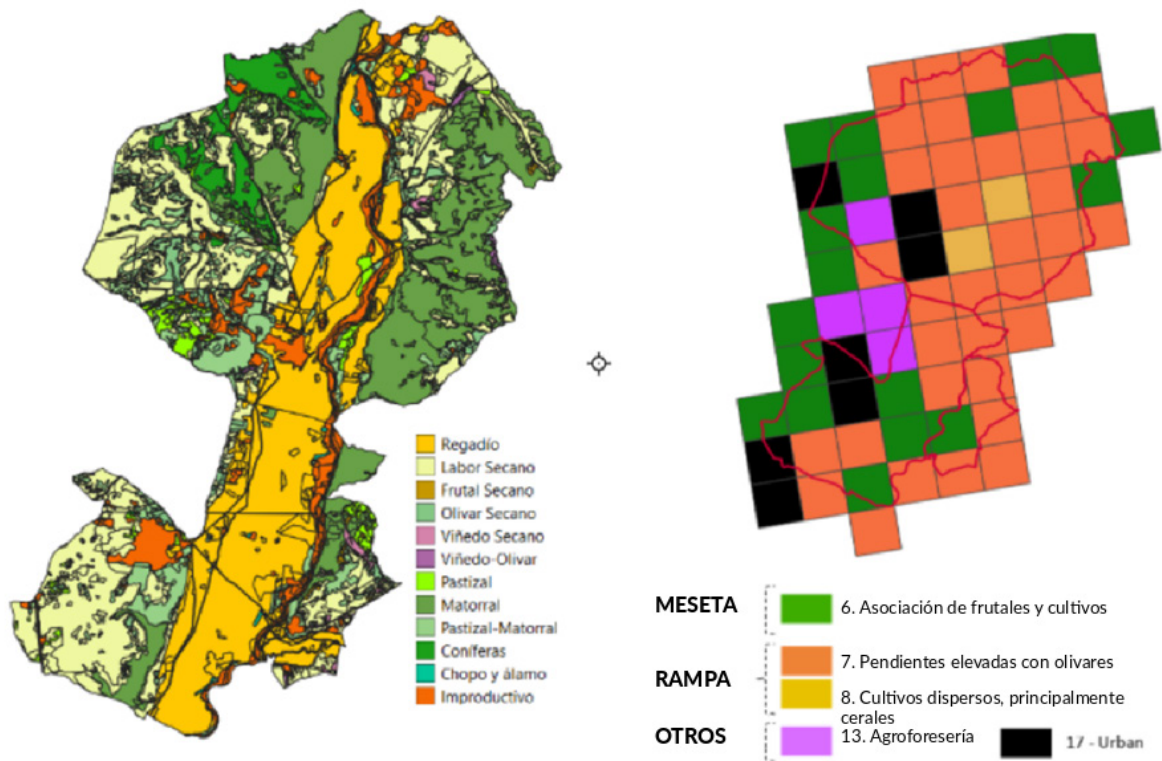 Regadío
Labor Secano
Frutal Secano
Olivar Secano
Viñedo Secano
Viñedo-Olivar
Pastizal
Matorral
Pastizal-Matorral
Coníferas
Chopo y álamo
Improductivo
MESETA
6. Asociación de frutales y cultivos
RAMPA
7. Pendientes elevadas con olivares
8. Cultivos dispersos, principalmente
cerales
OTROS
13. Agroforesería
17 - Urban